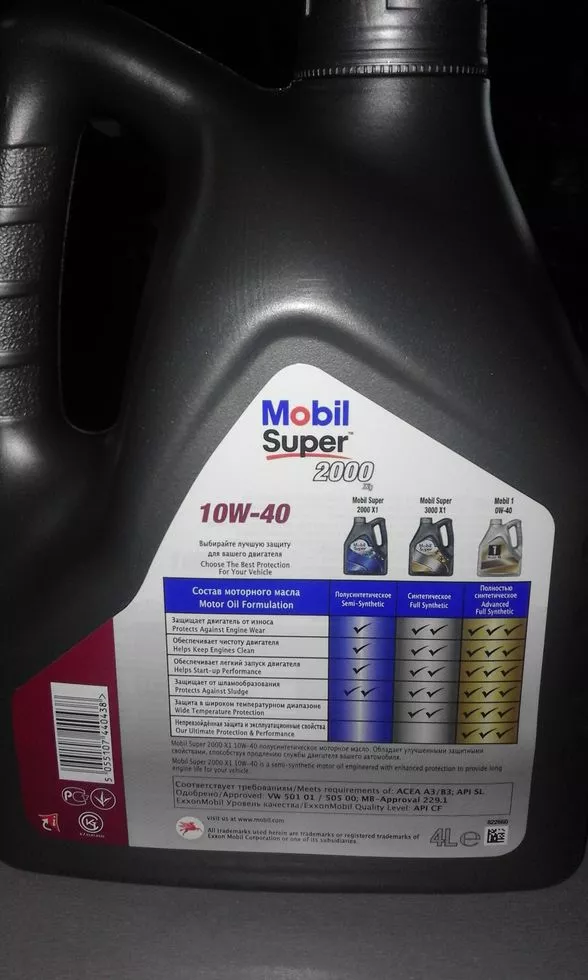 Mobil
Super™
2000
X1
10W-40
Mobil Super
2000 X1
Mobil Super
3000 X1
Mobil 1
0W-40
Выбирайте лучшую защиту
для вашего двигателя
Choose The Best Protection
For Your Vehicle
Состав моторного масла
Motor Oil Formulation
Полусинтетическое
Semi-Synthetic
Синтетическое
Full Synthetic
Полностью
синтетическое
Advanced
Full Synthetic
Защищает двигатель от износа
Protects Against Engine Wear
Обеспечивает чистоту двигателя
Helps Keep Engines Clean
Обеспечивает легкий запуск двигателя
Helps Start-up Performance
Защищает от шламообразования
Protects Against Sludge
Защита в широком температурном диапазоне
Wide Temperature Protection
Непревзойдённая защита и эксплуатационные свойства
Our Ultimate Protection & Performance
Mobil Super 2000 X1 10W-40 полусинтетическое моторное масло. Обладает улучшенными защитными
свойствами, способствуя продлению службы двигателя вашего автомобиля.
Mobil Super 2000 X1 10W-40 is a semi-synthetic motor oil engineered with enhanced protection to provide long
engine life for your vehicle.
Соответствует требованиям/Meets requirements of: ACEA A3/B3; API SL
Одобрено/Approved: VW 501 01 / 505 00; MB-Approval 229.1
ExxonMobil Уровень качества/ExxonMobil Quality Level: API CF
visit us at www.mobil.com
All trademarks used herein are trademarks or registered trademarks of
Exxon Mobil Corporation or one of its subsidiaries.
4L e
822660
5 055107 440438 >